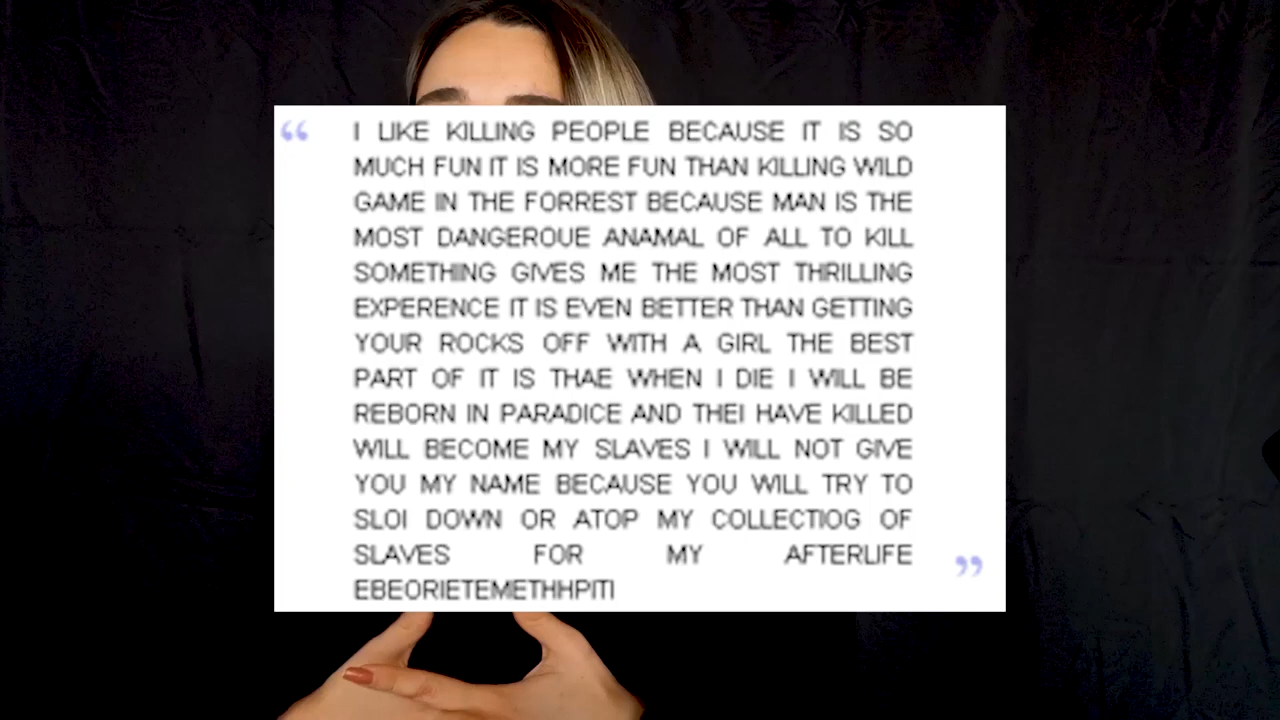 “ I LIKE KILLING PEOPLE BECAUSE IT IS SO
MUCH FUN IT IS MORE FUN THAN KILLING WILD
GAME IN THE FORREST BECAUSE MAN IS THE
MOST DANGEROUE ANAMAL OF ALL TO KILL
SOMETHING GIVES ME THE MOST THRILLING
EXPERENCE IT IS EVEN BETTER THAN GETTING
YOUR ROCKS OFF WITH A GIRL THE BEST
PART OF IT IS THAE WHEN I DIE I WILL BE
REBORN IN PARADICE AND THEI HAVE KILLED
WILL BECOME MY SLAVES I WILL NOT GIVE
YOU MY NAME BECAUSE YOU WILL TRY TO
SLOI DOWN OR ATOP MY COLLECTIOG OF
SLAVES FOR MY AFTERLIFE ”
EBEORIETEMETHHPITI